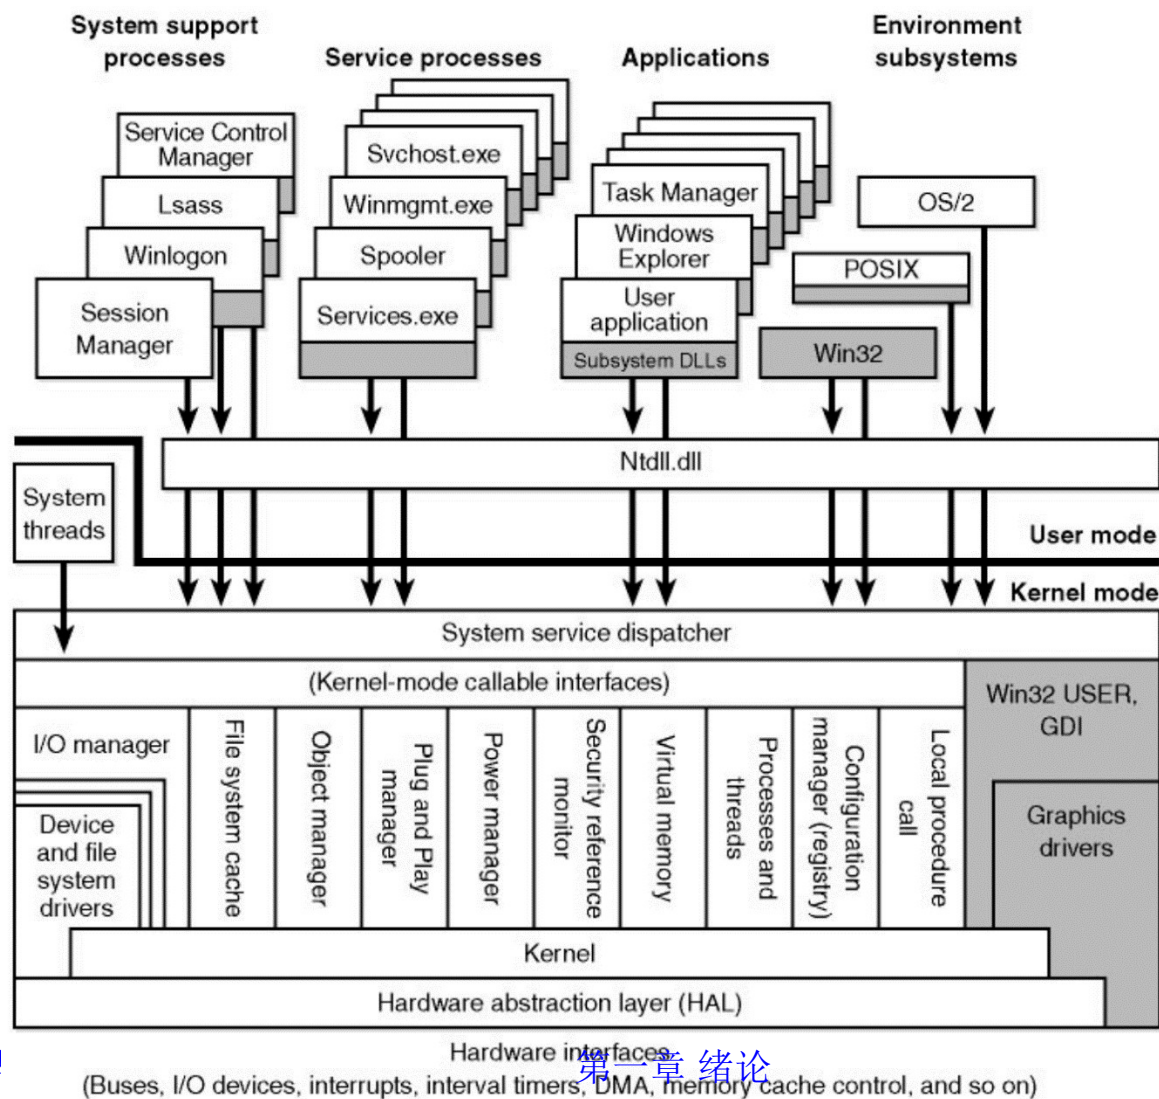 System support
processes
Service processes
Applications
Environment
subsystems
Service Control
Manager
Lsass
Winlogon
Session
Manager
Svchost.exe
Winmgmt.exe
Spooler
Services.exe
Task Manager
Windows
Explorer
User
application
Subsystem DLLs
OS/2
POSIX
Win32
Ntdll.dll
System
threads
User mode
Kernel mode
System service dispatcher
(Kernel-mode callable interfaces)
Win32 USER,
GDI
I/O manager
File system cache
Object manager
Plug and Play
manager
Power manager
Security reference
monitor
Virtual memory
Processes and
threads
Configuration
manager (registry)
Local procedure
call
Device
and file
system
drivers
Graphics
drivers
Kernel
Hardware abstraction layer (HAL)
Hardware interfaces
第一章 绪论
(Buses, I/O devices, interrupts, interval timers, DMA, memory cache control, and so on)